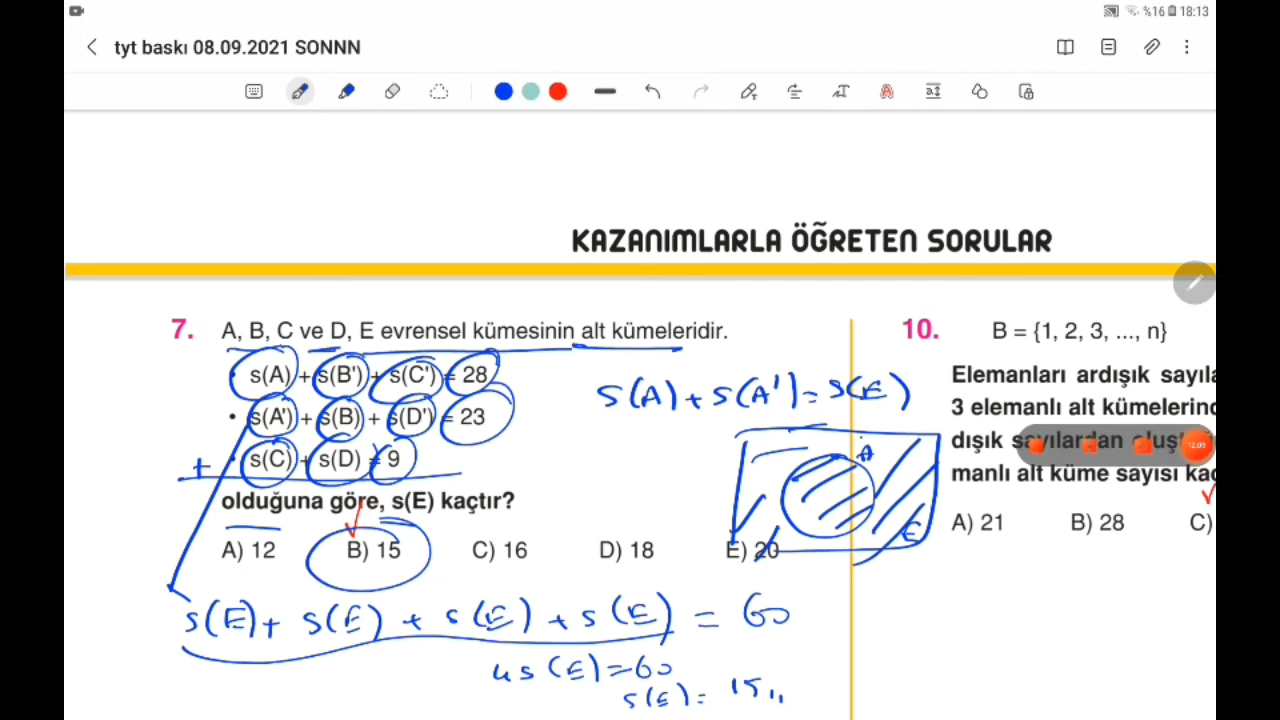 %16 18:13
tyt baskı 08.09.2021 SONNN
KAZANIMLARLA ÖĞRETEN SORULAR
7. A, B, C ve D, E evrensel kümesinin alt kümeleridir.
• s(A) + s(B') + s(C') = 28
• s(A') + s(B) + s(D') = 23
• s(C) + s(D) = 9
+
olduğuna göre, s(E) kaçtır?
A) 12 B) 15 C) 16 D) 18 E) 20
s(A) + s(A') = s(E)
A
E
s(E) + s(E) + s(E) + s(E) = 60
4s(E) = 60
s(E) = 15,,
10. B = {1, 2, 3, ..., n}
Elemanları ardışık sayıla
3 elemanlı alt kümelerind
dışık sayılardan oluşt
manlı alt küme sayısı kaç
A) 21 B) 28 C)